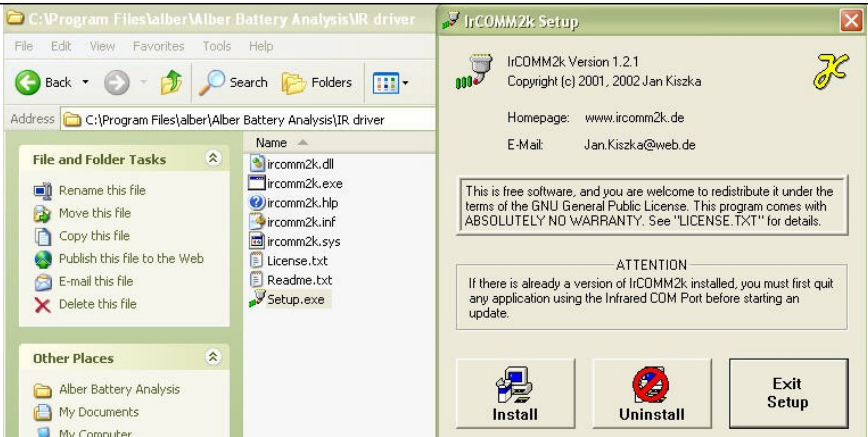 C:\Program Files\alber\Alber Battery Analysis\IR driver
File Edit View Favorites Tools Help
Back Search Folders
Address C:\Program Files\alber\Alber Battery Analysis\IR driver
File and Folder Tasks
Rename this file
Move this file
Copy this file
Publish this file to the Web
E-mail this file
Delete this file
Other Places
Alber Battery Analysis
My Documents
My Computer
Name
ircomm2k.dll
ircomm2k.exe
ircomm2k.hlp
ircomm2k.inf
ircomm2k.sys
License.txt
Readme.txt
Setup.exe
IrCOMM2k Setup
IrCOMM2k Version 1.2.1
Copyright (c) 2001, 2002 Jan Kiszka
Homepage: www.ircomm2k.de
E-Mail: Jan.Kiszka@web.de
This is free software, and you are welcome to redistribute it under the
terms of the GNU General Public License. This program comes with
ABSOLUTELY NO WARRANTY. See "LICENSE.TXT" for details.
ATTENTION
If there is already a version of IrCOMM2k installed, you must first quit
any application using the Infrared COM Port before starting an
update.
Install
Uninstall
Exit
Setup